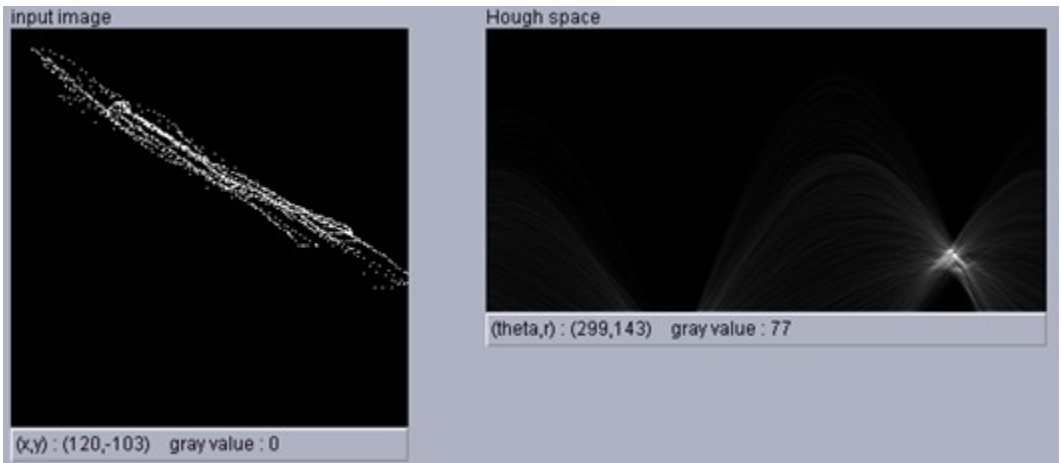 input image
Hough space
(theta,r) : (299,143) gray value : 77
(x,y) : (120,-103) gray value : 0